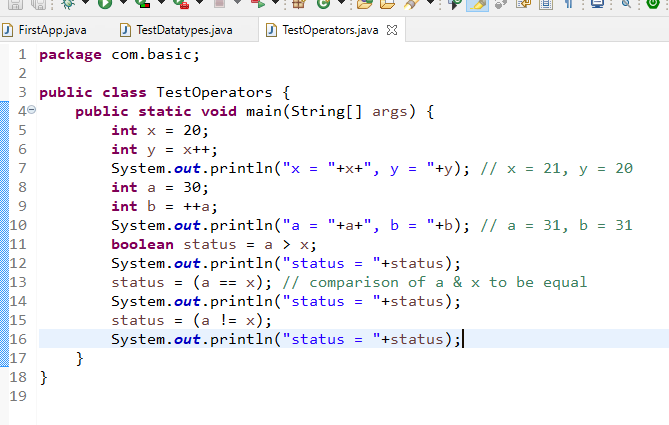 FirstApp.java TestDatatypes.java TestOperators.java
1 package com.basic;
2
3 public class TestOperators {
4 public static void main(String[] args) {
5 int x = 20;
6 int y = x++;
7 System.out.println("x = "+x+", y = "+y); // x = 21, y = 20
8 int a = 30;
9 int b = ++a;
10 System.out.println("a = "+a+", b = "+b); // a = 31, b = 31
11 boolean status = a > x;
12 System.out.println("status = "+status);
13 status = (a == x); // comparison of a & x to be equal
14 System.out.println("status = "+status);
15 status = (a != x);
16 System.out.println("status = "+status);
17 }
18 }
19